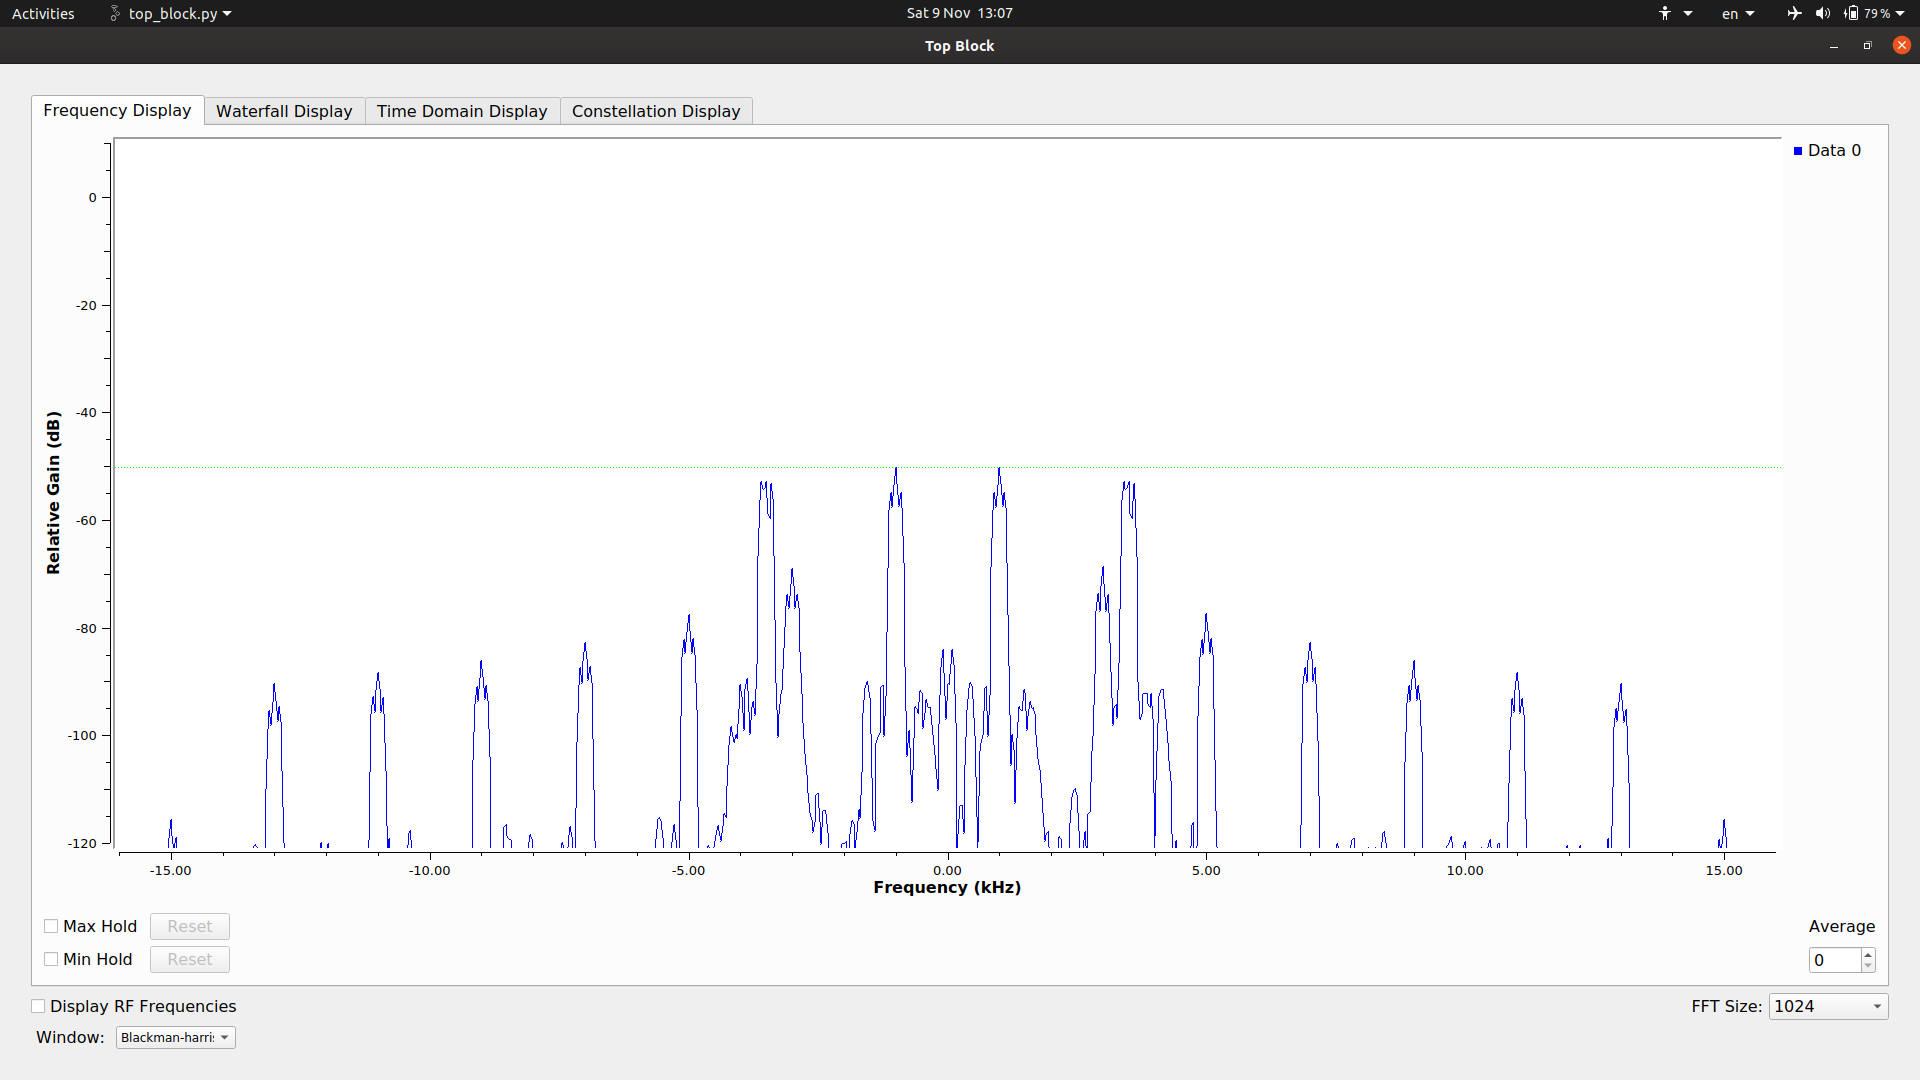 Activities top_block.py Sat 9 Nov 13:07 en 79 %
Top Block
Frequency Display Waterfall Display Time Domain Display Constellation Display
Data 0
0
-20
-40
-60
-80
-100
-120
Relative Gain (dB)
-15.00 -10.00 -5.00 0.00 5.00 10.00 15.00
Frequency (kHz)
Max Hold Reset Average
Min Hold Reset 0
Display RF Frequencies FFT Size: 1024
Window: Blackman-harri